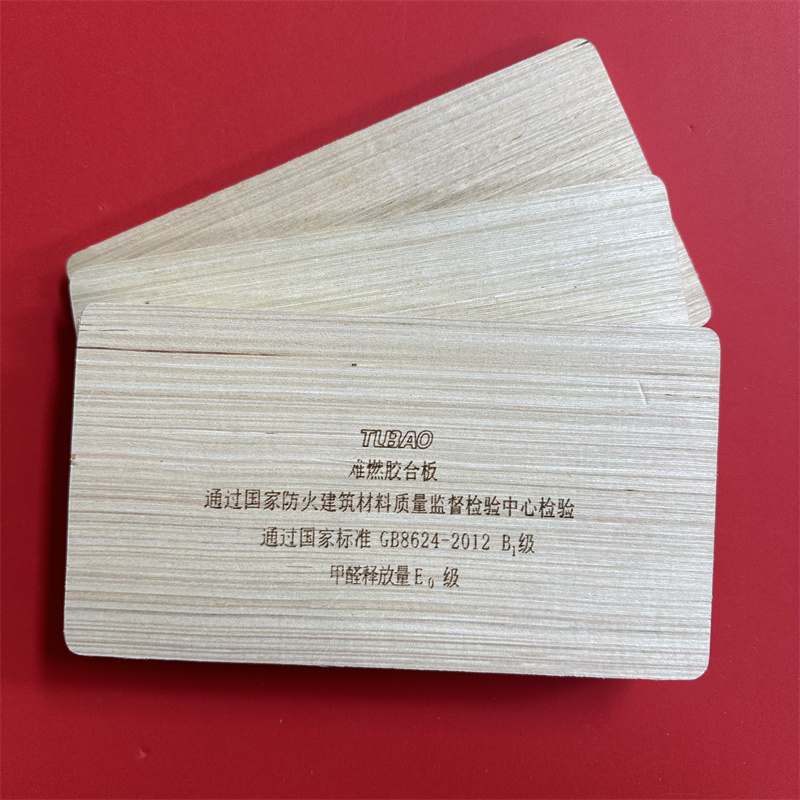 TUBAO
难燃胶合板
通过国家防火建筑材料质量监督检验中心检验
通过国家标准 GB8624-2012 B₁级
甲醛释放量E₀ 级